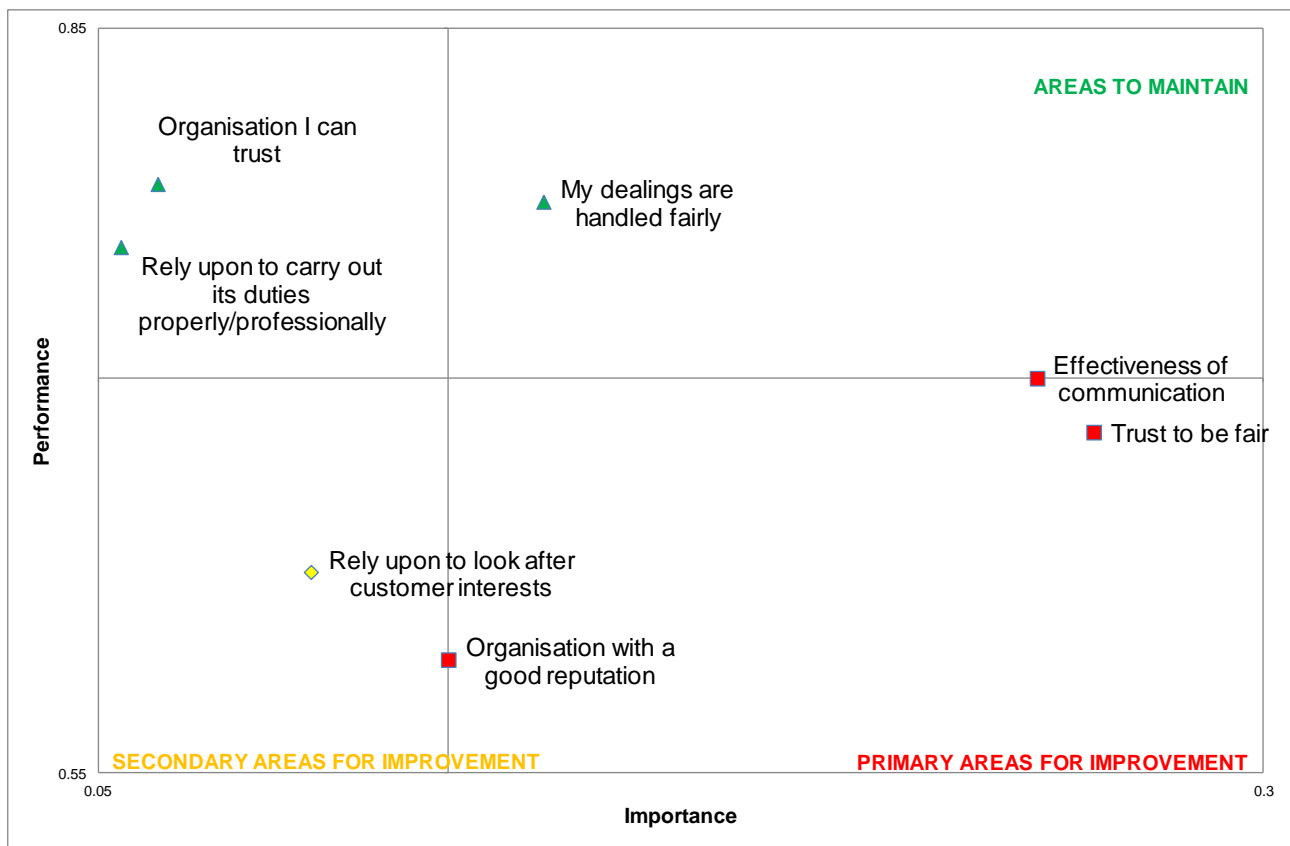 0.85
AREAS TO MAINTAIN
Organisation I can
trust
My dealings are
handled fairly
Rely upon to carry out
its duties
properly/professionally
Performance
Effectiveness of
communication
Trust to be fair
Rely upon to look after
customer interests
Organisation with a
good reputation
SECONDARY AREAS FOR IMPROVEMENT
PRIMARY AREAS FOR IMPROVEMENT
0.55
0.05
0.3
Importance